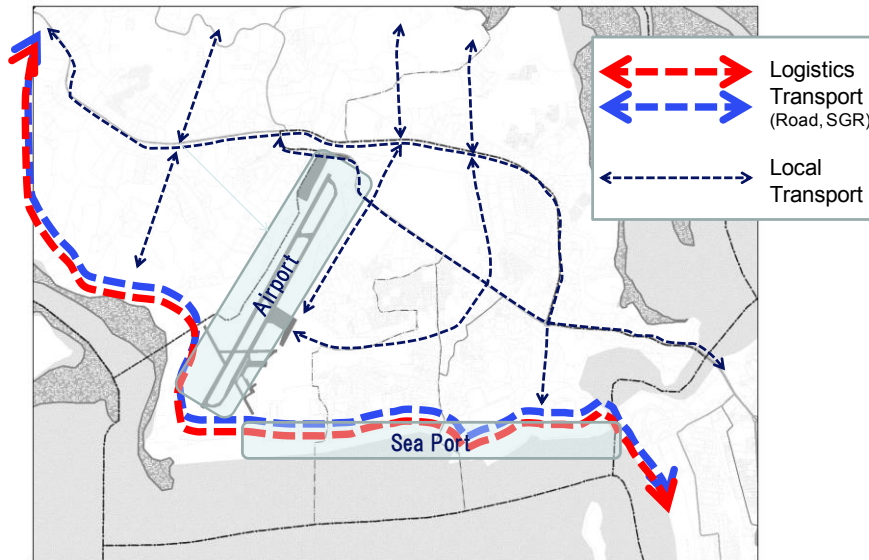 Logistics
Transport
(Road, SGR)
Local
Transport
Airport
Sea Port